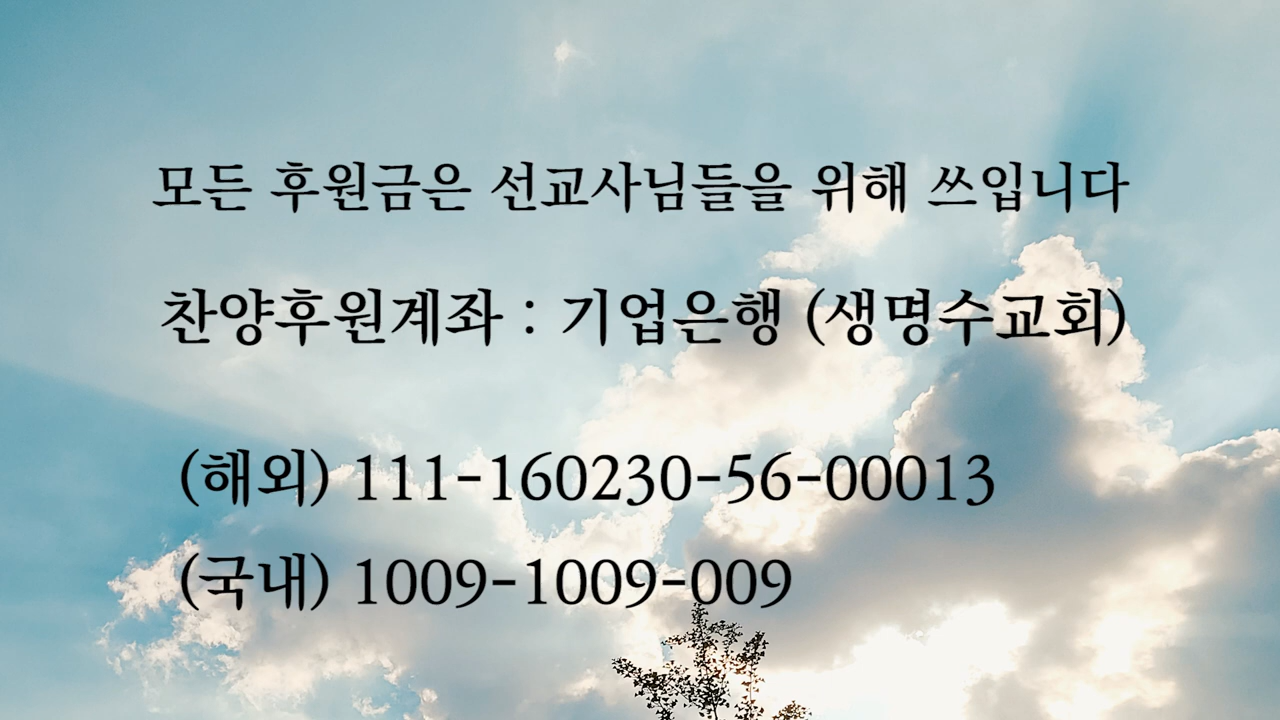 모든 후원금은 선교사님들을 위해 쓰입니다
찬양후원계좌 : 기업은행 (생명수교회)
(해외) 111-160230-56-00013
(국내) 1009-1009-009